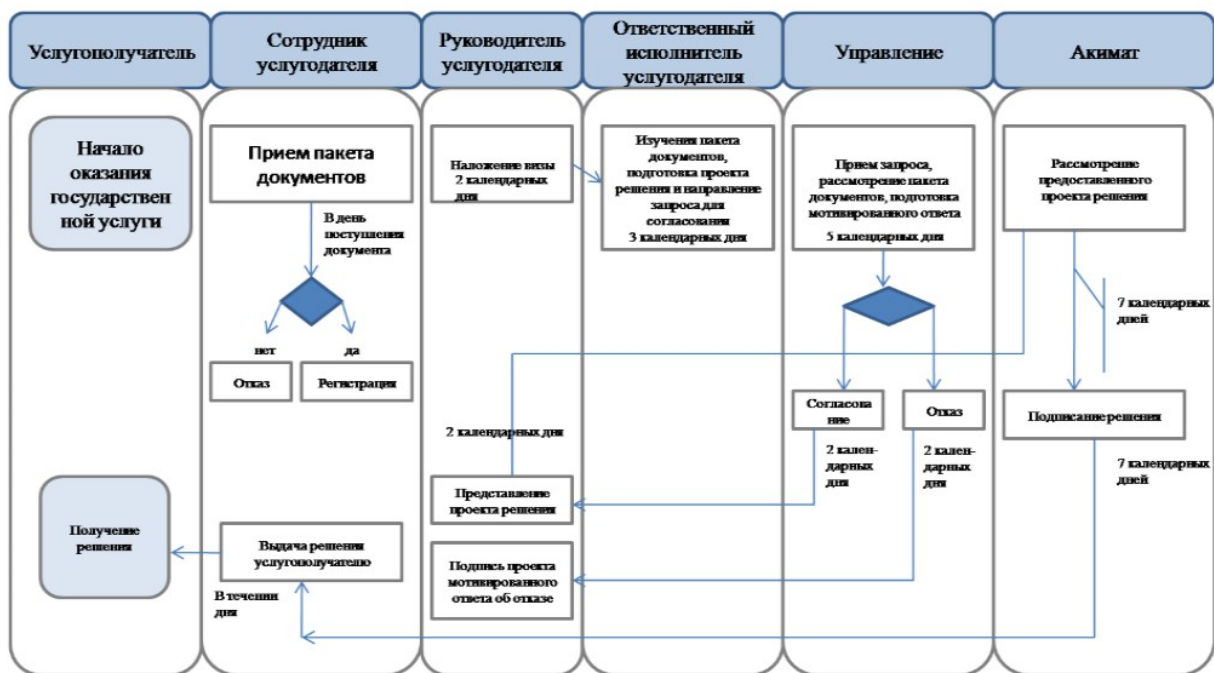 Услугополучатель
Сотрудник
услугодателя
Руководитель
услугодателя
Ответственный
исполнитель
услугодателя
Управление
Акимат
Начало
оказания
государствен
ной услуги
Прием пакета
документов
Наложение визы
2 календарных
дня
Изучения пакета
документов,
подготовка проекта
решения и направление
запроса для
согласования
3 календарных дня
Прием запроса,
рассмотрение пакета
документов, подготовка
мотивированного ответа
5 календарных дня
Рассмотрение
предоставленного
проекта решения
В день
поступления
документа
нет
да
Отказ
Регистрация
7 календарных
дней
Согласова
ние
Отказ
Подписание решения
2 календарных дня
2 кален-
дарных
дня
2 кален-
дарных
дня
7 календарных
дней
Представление
проекта решения
Получение
решения
Выдача решения
услугополучателю
Подпись проекта
мотивированного
ответа об отказе
В течении
дня